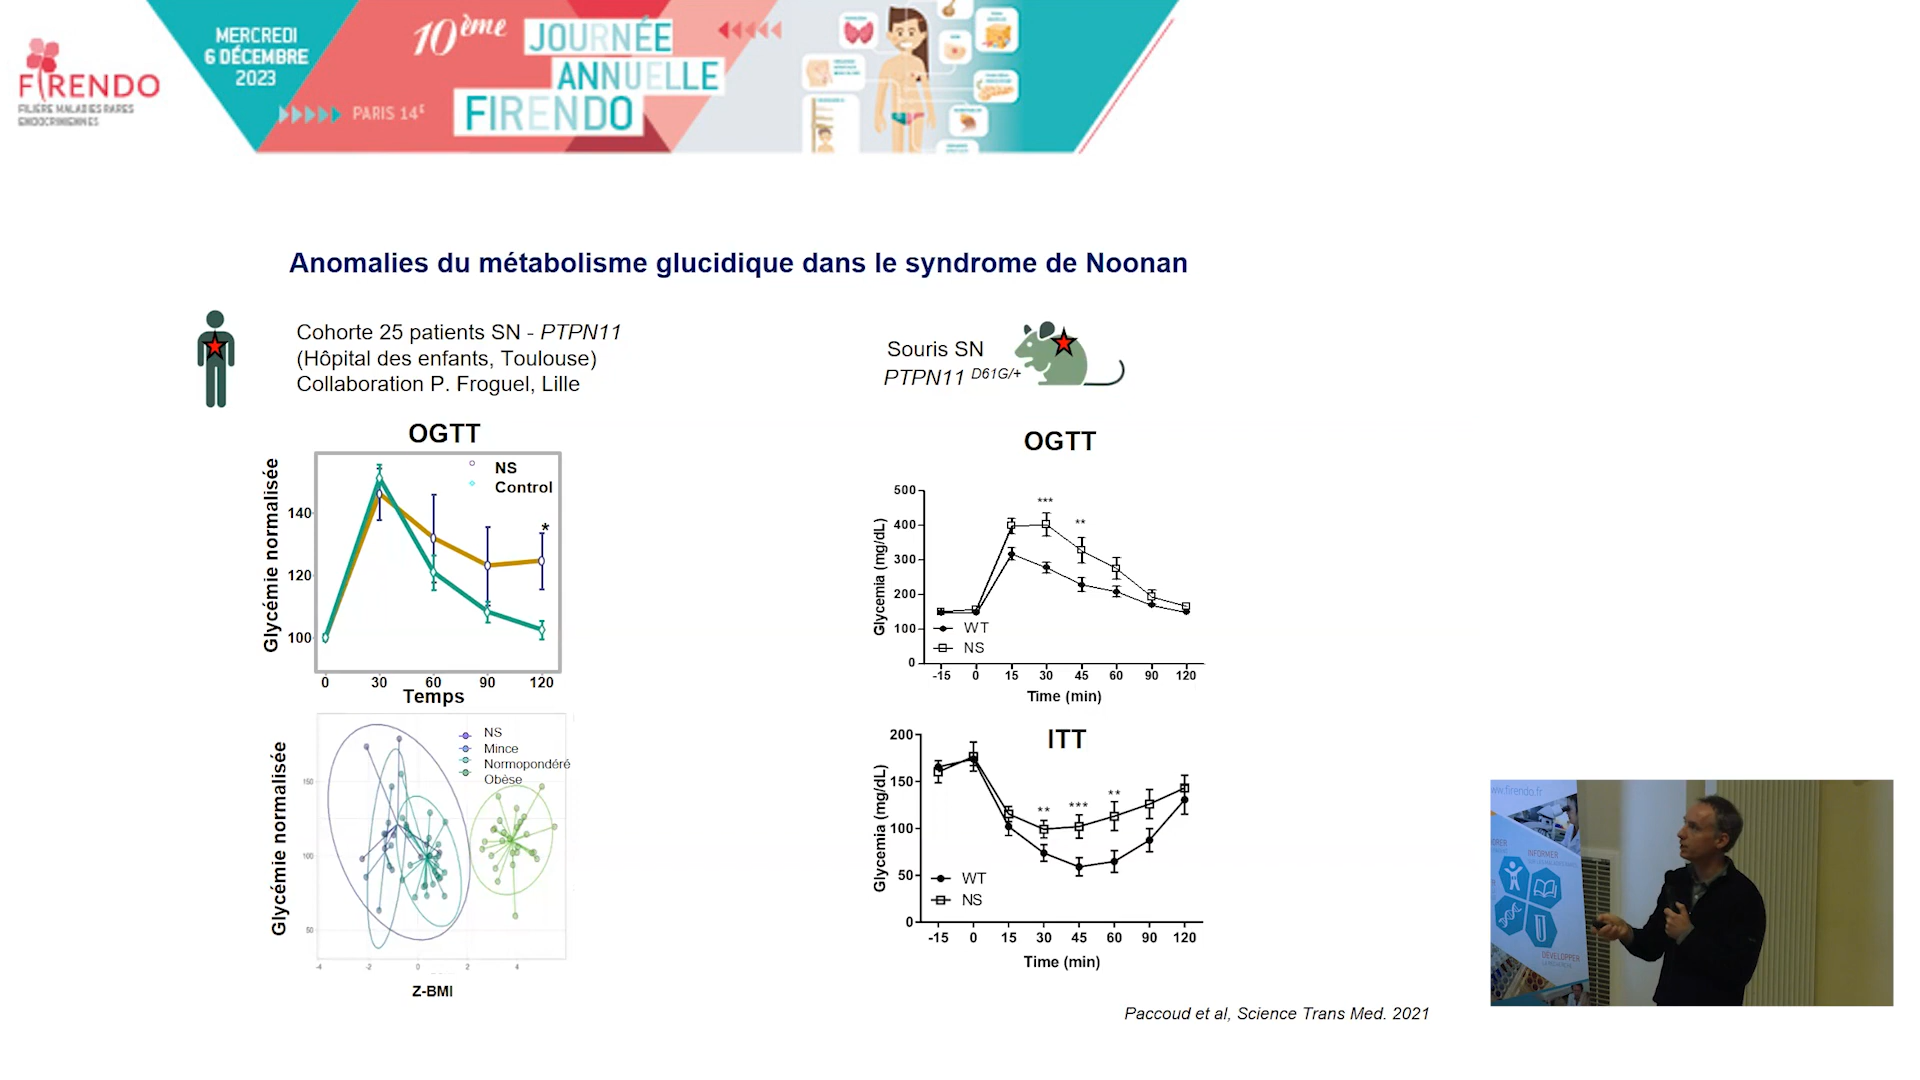 FIRENDO
FILIÈRE MALADIES RARES
ENDOCRINIENNES
MERCREDI
6 DÉCEMBRE
2023
PARIS 14E
10ème JOURNÉE
ANNUELLE
FIRENDO
Anomalies du métabolisme glucidique dans le syndrome de Noonan
Cohorte 25 patients SN - PTPN11
(Hôpital des enfants, Toulouse)
Collaboration P. Froguel, Lille
OGTT
Glycémie normalisée
NS
Control
*
140
120
100
0 30 60 90 120
Temps
Glycémie normalisée
NS
Mince
Normopondéré
Obèse
150
100
50
-4 -2 0 2 4
Z-BMI
Souris SN
PTPN11 D61G/+
OGTT
Glycemia (mg/dL)
500
400
300
200
100
0
***
**
WT
NS
-15 0 15 30 45 60 90 120
Time (min)
ITT
Glycemia (mg/dL)
200
150
100
50
0
** *** **
WT
NS
-15 0 15 30 45 60 90 120
Time (min)
Paccoud et al, Science Trans Med. 2021
www.firendo.fr
INFORMER
DÉVELOPPER